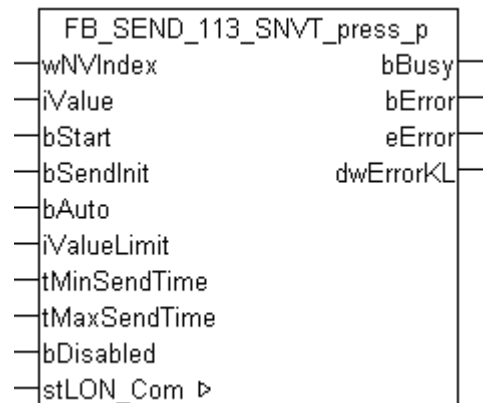 FB_SEND_113_SNVT_press_p
wNVIndex bBusy
iValue bError
bStart eError
bSendInit dwErrorKL
bAuto
iValueLimit
tMinSendTime
tMaxSendTime
bDisabled
stLON_Com ▷